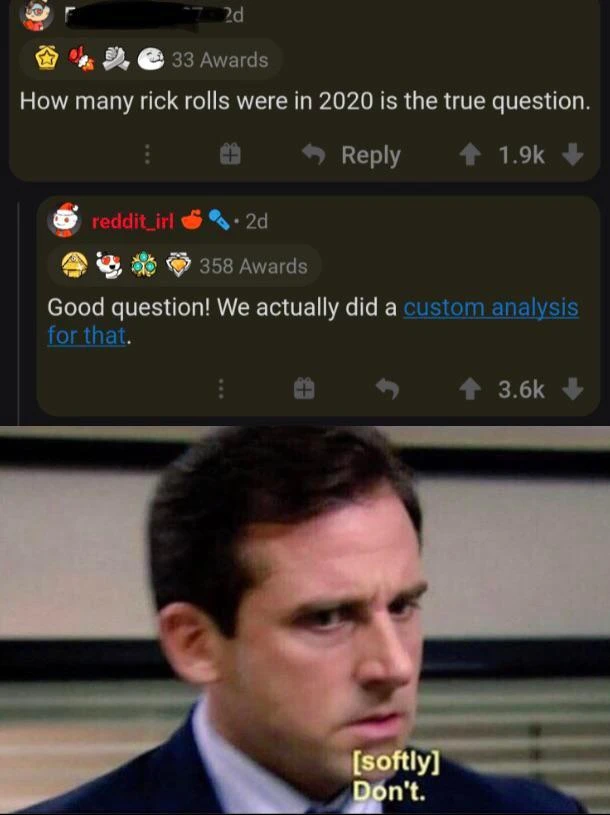 2d
33 Awards
How many rick rolls were in 2020 is the true question.
Reply 1.9k
reddit_irl • 2d
358 Awards
Good question! We actually did a custom analysis
for that.
3.6k
[softly]
Don't.